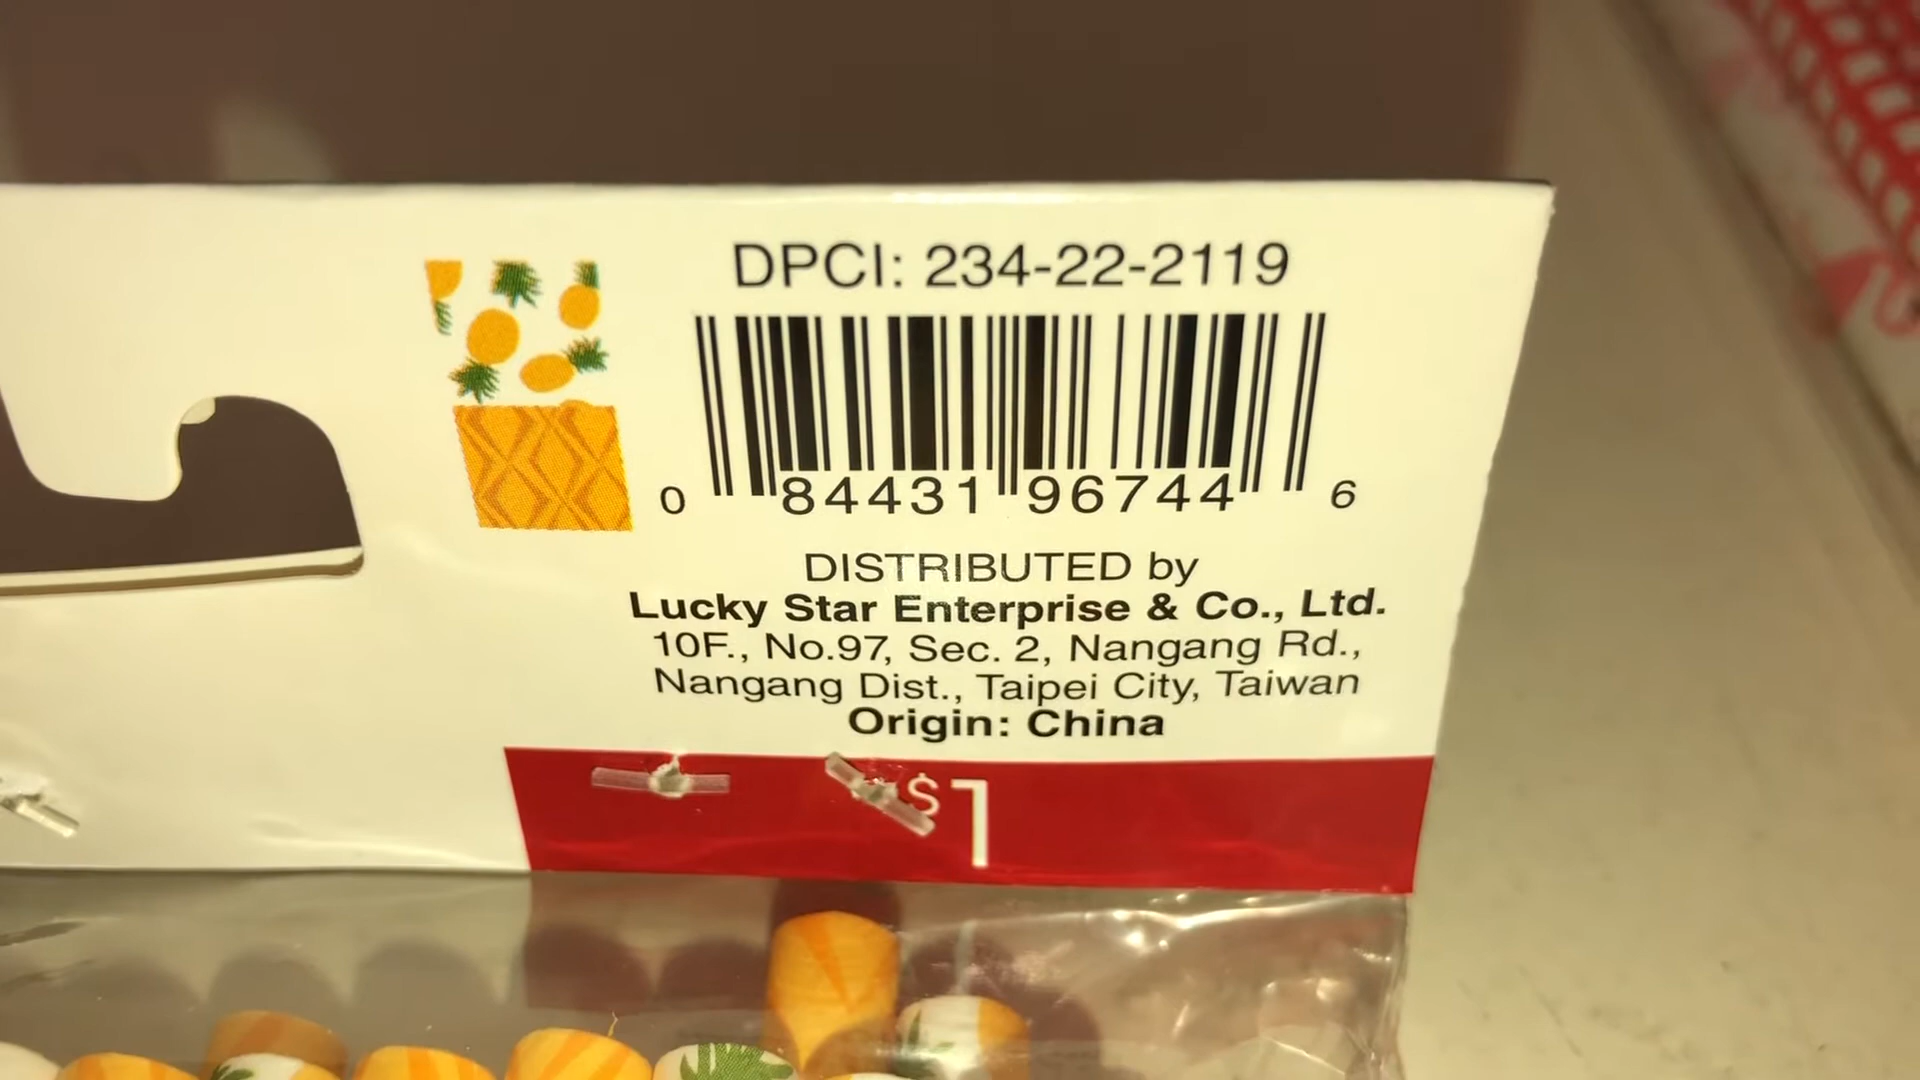 DPCI: 234-22-2119
0 84431 96744 6
DISTRIBUTED by
Lucky Star Enterprise & Co., Ltd.
10F., No.97, Sec. 2, Nangang Rd.,
Nangang Dist., Taipei City, Taiwan
Origin: China
$1